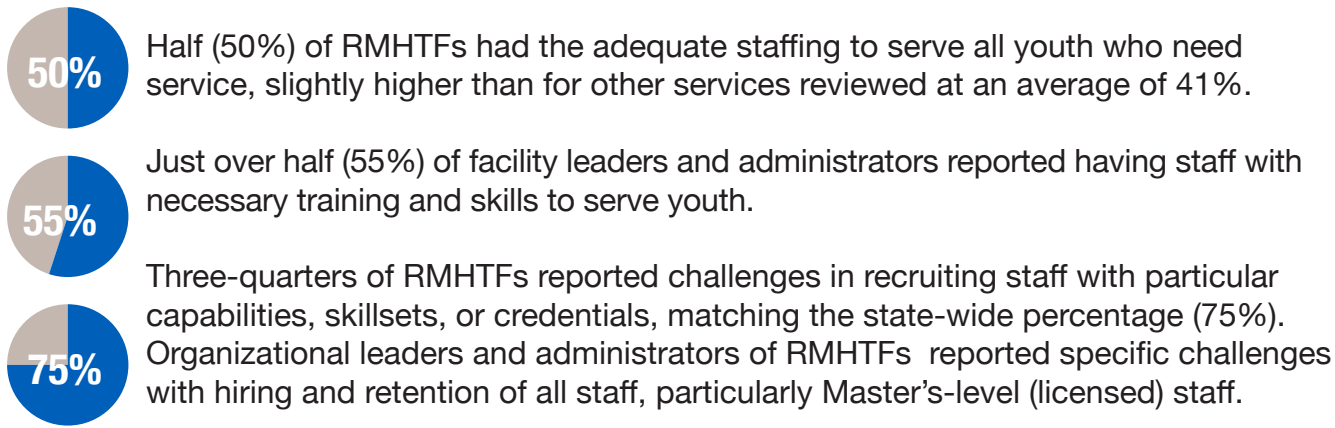 50%
Half (50%) of RMHTFs had the adequate staffing to serve all youth who need
service, slightly higher than for other services reviewed at an average of 41%.
55%
Just over half (55%) of facility leaders and administrators reported having staff with
necessary training and skills to serve youth.
75%
Three-quarters of RMHTFs reported challenges in recruiting staff with particular
capabilities, skillsets, or credentials, matching the state-wide percentage (75%).
Organizational leaders and administrators of RMHTFs  reported specific challenges
with hiring and retention of all staff, particularly Master’s-level (licensed) staff.